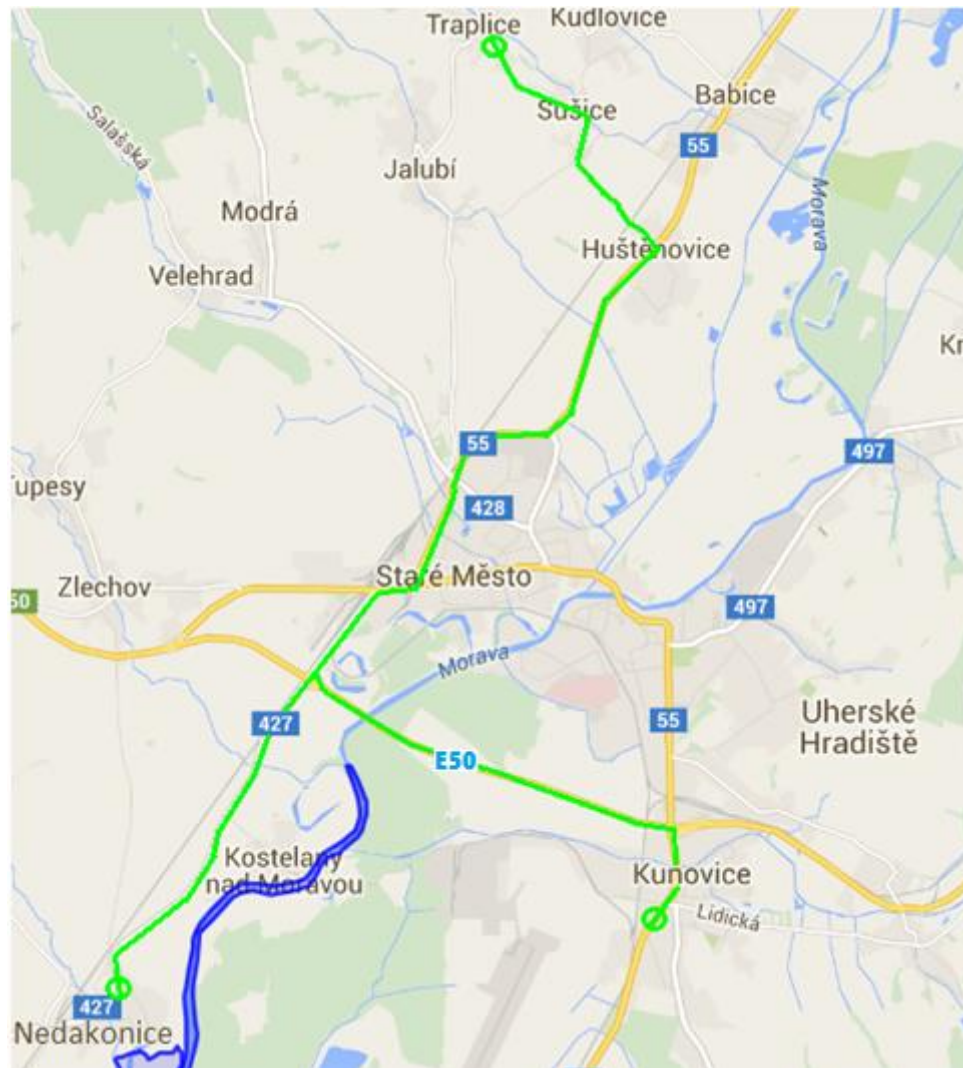 Traplice
Kudlovice
Sušice
Babice
55
Salašská
Jalubí
Modrá
Morava
Huštěnovice
Velehrad
Kn
55
497
Tupesy
428
Zlechov
Staré Město
50
497
Morava
427
55
Uherské
Hradiště
E50
Kostelany
nad Moravou
Kunovice
Lidická
427
Nedakonice